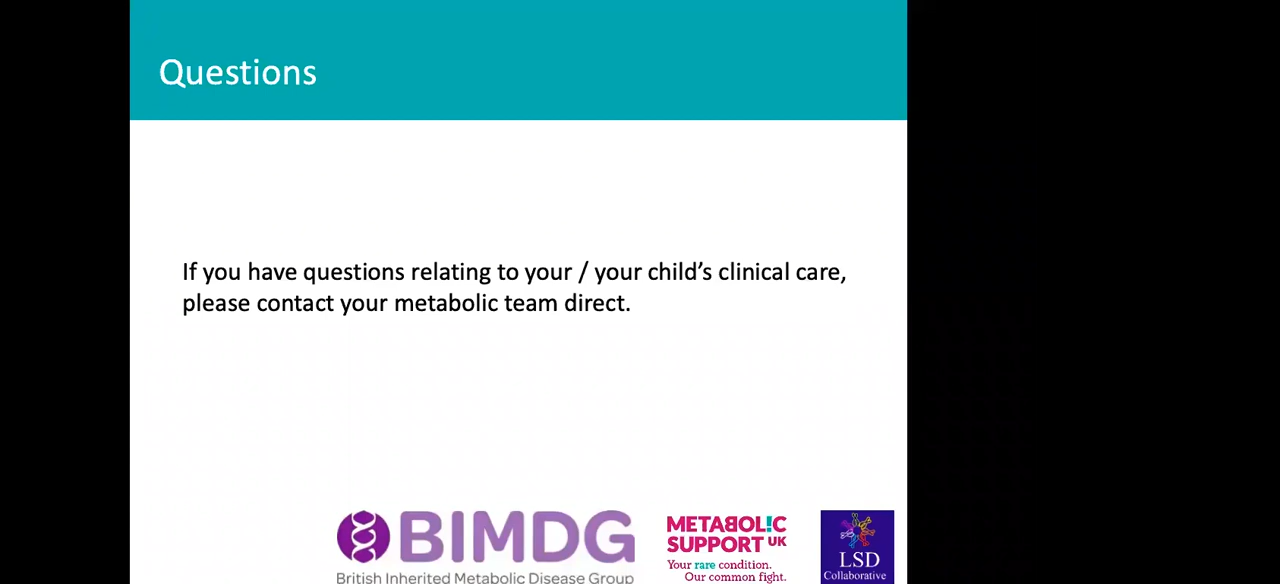 Questions
If you have questions relating to your / your child’s clinical care,
please contact your metabolic team direct.
BIMDG
British Inherited Metabolic Disease Group
METABOL!C
SUPPORT UK
Your rare condition.
Our common fight.
LSD
Collaborative